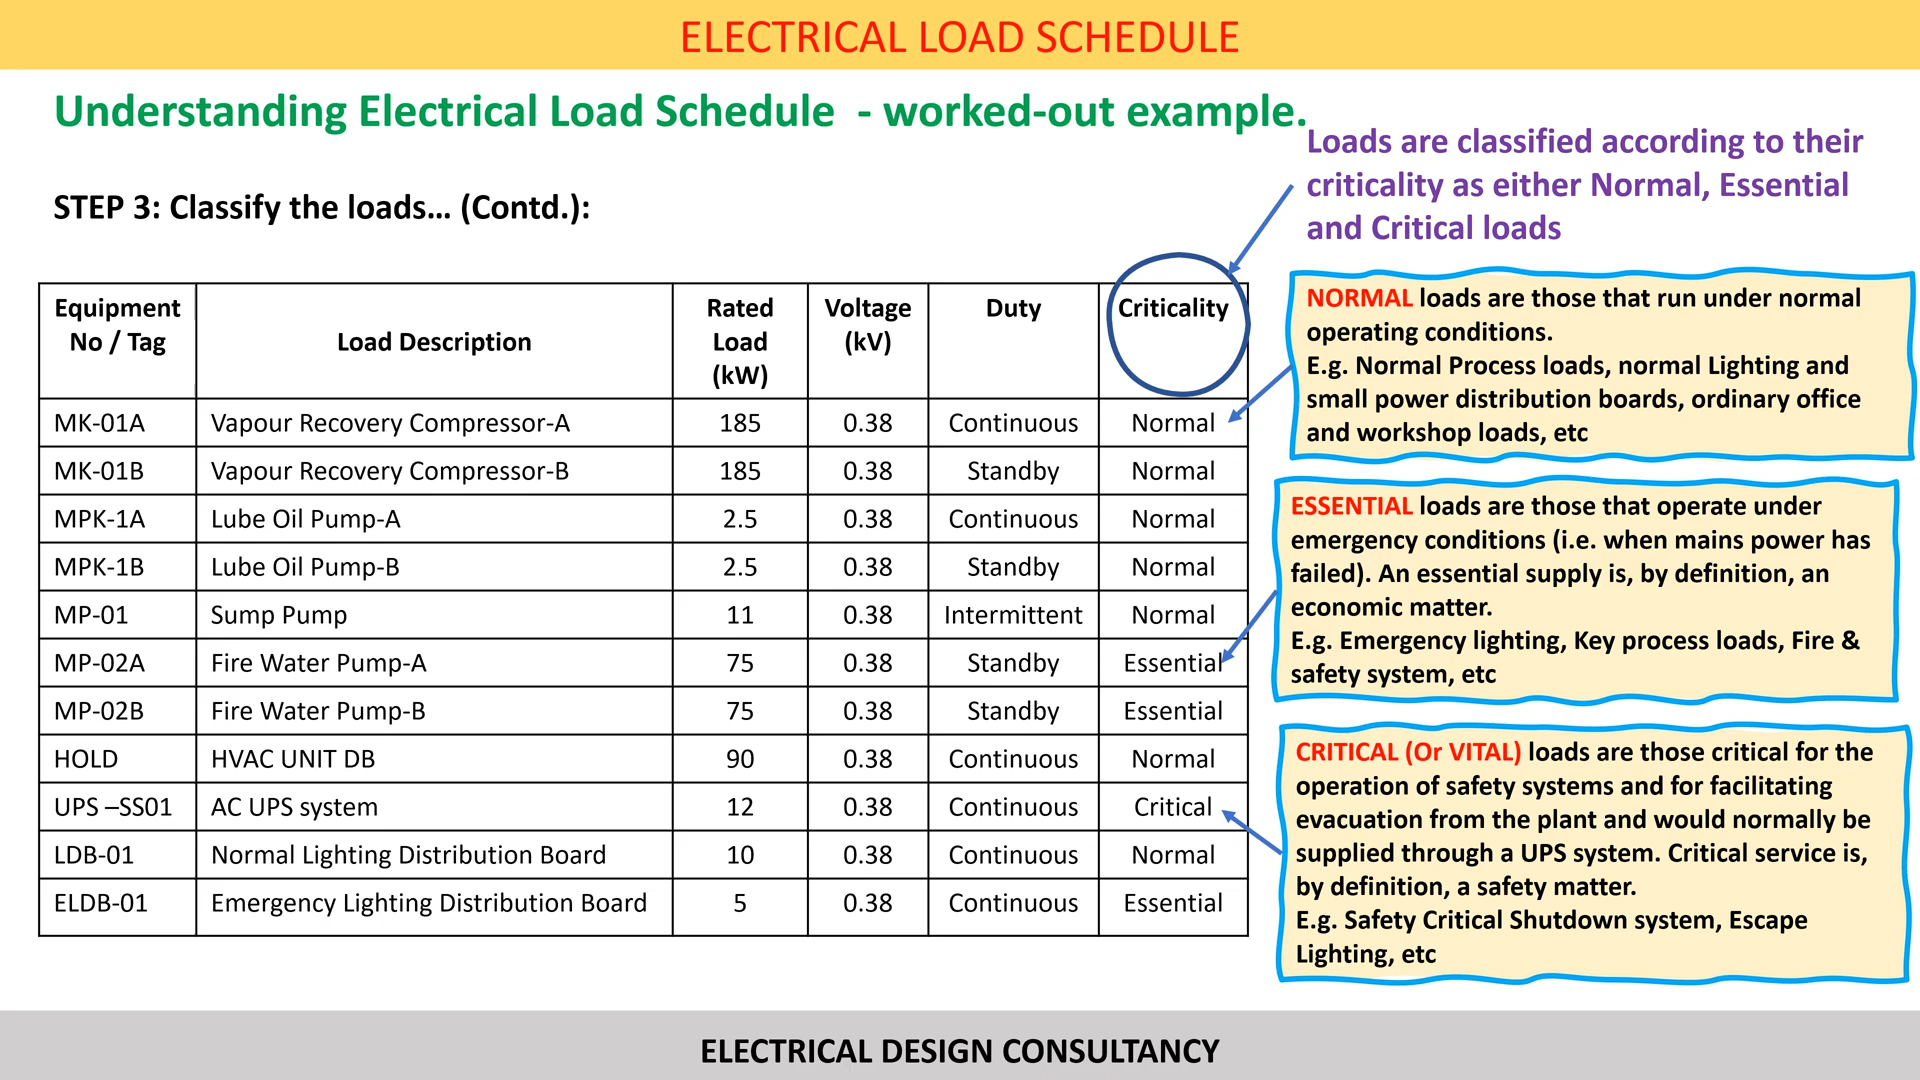 ELECTRICAL LOAD SCHEDULE
Understanding Electrical Load Schedule  - worked-out example.
Loads are classified according to their
criticality as either Normal, Essential
and Critical loads
STEP 3: Classify the loads... (Contd.):
Equipment No / Tag | Load Description | Rated Load (kW) | Voltage (kV) | Duty | Criticality
MK-01A | Vapour Recovery Compressor-A | 185 | 0.38 | Continuous | Normal
MK-01B | Vapour Recovery Compressor-B | 185 | 0.38 | Standby | Normal
MPK-1A | Lube Oil Pump-A | 2.5 | 0.38 | Continuous | Normal
MPK-1B | Lube Oil Pump-B | 2.5 | 0.38 | Standby | Normal
MP-01 | Sump Pump | 11 | 0.38 | Intermittent | Normal
MP-02A | Fire Water Pump-A | 75 | 0.38 | Standby | Essential
MP-02B | Fire Water Pump-B | 75 | 0.38 | Standby | Essential
HOLD | HVAC UNIT DB | 90 | 0.38 | Continuous | Normal
UPS –SS01 | AC UPS system | 12 | 0.38 | Continuous | Critical
LDB-01 | Normal Lighting Distribution Board | 10 | 0.38 | Continuous | Normal
ELDB-01 | Emergency Lighting Distribution Board | 5 | 0.38 | Continuous | Essential
NORMAL loads are those that run under normal
operating conditions.
E.g. Normal Process loads, normal Lighting and
small power distribution boards, ordinary office
and workshop loads, etc
ESSENTIAL loads are those that operate under
emergency conditions (i.e. when mains power has
failed). An essential supply is, by definition, an
economic matter.
E.g. Emergency lighting, Key process loads, Fire &
safety system, etc
CRITICAL (Or VITAL) loads are those critical for the
operation of safety systems and for facilitating
evacuation from the plant and would normally be
supplied through a UPS system. Critical service is,
by definition, a safety matter.
E.g. Safety Critical Shutdown system, Escape
Lighting, etc
ELECTRICAL DESIGN CONSULTANCY